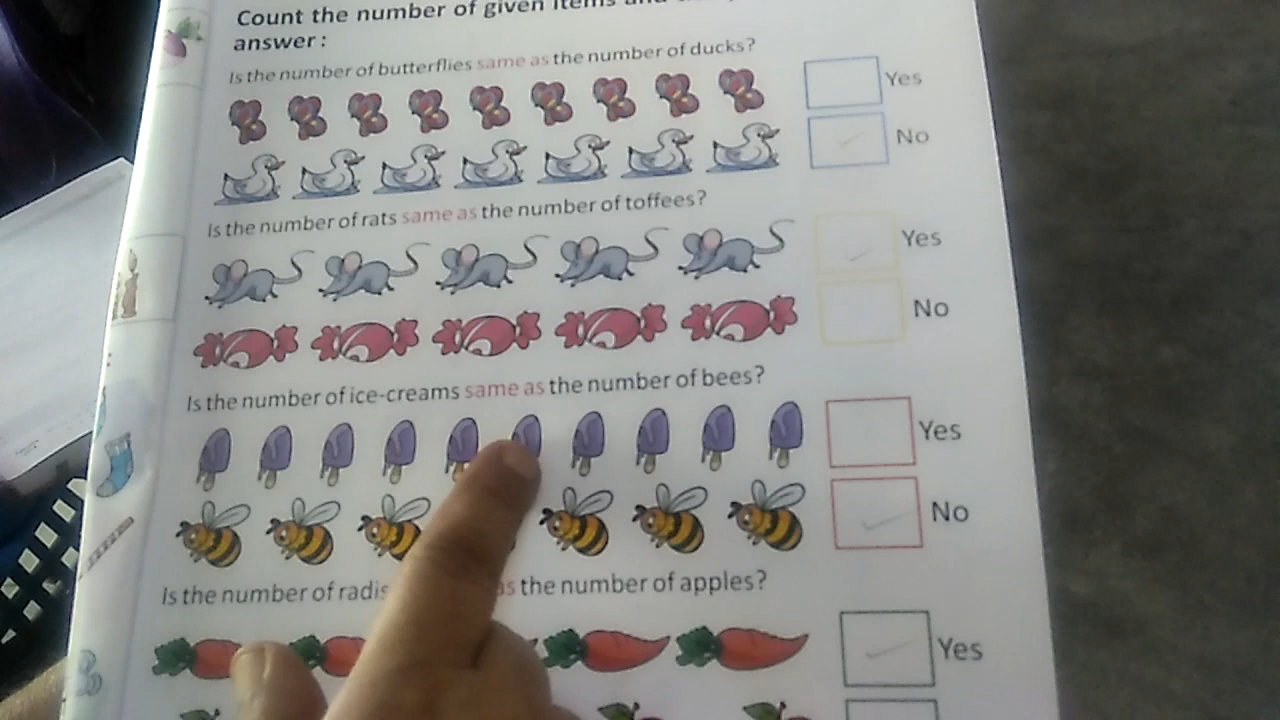 Count the number of given items and
answer:
Is the number of butterflies same as the number of ducks?
Yes
No
Is the number of rats same as the number of toffees?
Yes
No
Is the number of ice-creams same as the number of bees?
Yes
No
Is the number of as the number of apples?
Yes